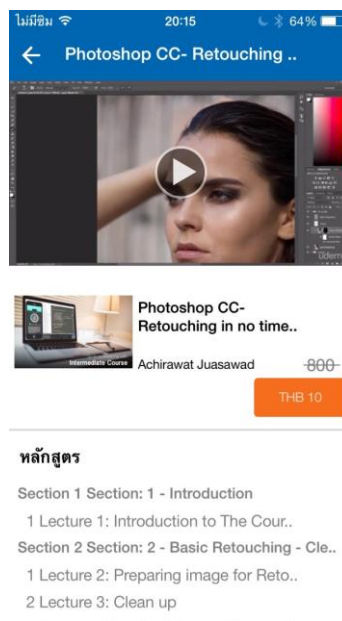 ไม่มีซิม 20:15 64%
Photoshop CC- Retouching ..
Udemy
Photoshop CC-
Retouching in no time..
Intermediate Course
Achirawat Juasawad 800
THB 10
หลักสูตร
Section 1 Section: 1 - Introduction
1 Lecture 1: Introduction to The Cour..
Section 2 Section: 2 - Basic Retouching - Cle..
1 Lecture 2: Preparing image for Reto..
2 Lecture 3: Clean up